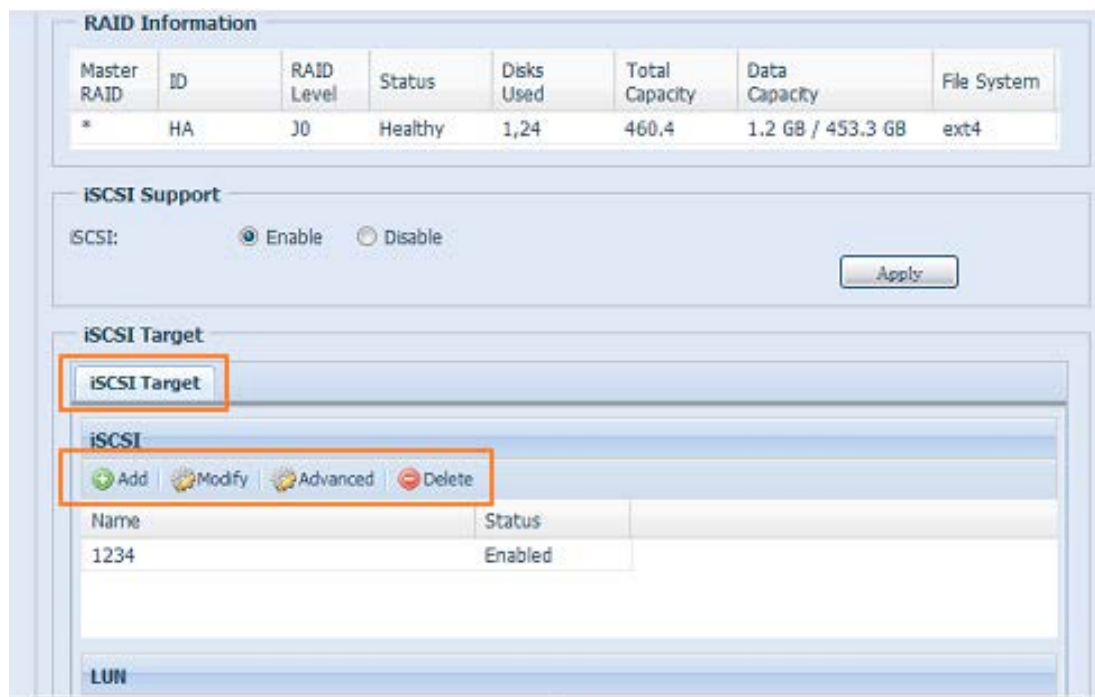 RAID Information
Master RAID ID RAID Level Status Disks Used Total Capacity Data Capacity File System
* HA J0 Healthy 1,24 460.4 1.2 GB / 453.3 GB ext4
iSCSI Support
iSCSI: Enable Disable
Apply
iSCSI Target
iSCSI Target
iSCSI
Add Modify Advanced Delete
Name Status
1234 Enabled
LUN